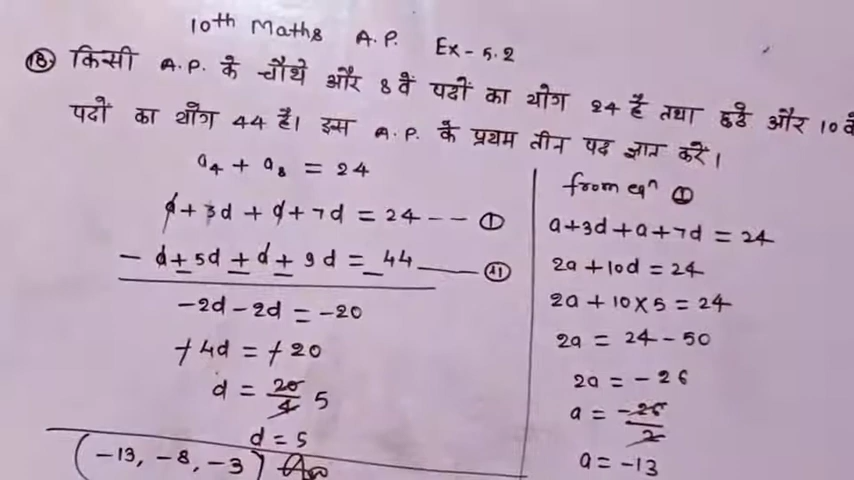 10th Maths A.P. Ex-5.2
(18) किसी A.P. के चौथे और 8 वें पदों का योग 24 है तथा छठे और 10 वें
पदों का योग 44 है। इस A.P. के प्रथम तीन पद ज्ञात करें।
a₄ + a₈ = 24
a + 3d + a + 7d = 24 --- (I)
- a + 5d + a + 9d = 44 ——— (II)
-2d - 2d = -20
-4d = -20
d = 20/4 5
d = 5
(-13, -8, -3) Ans
from eqⁿ (I)
a+3d+a+7d = 24
2a + 10d = 24
2a + 10×5 = 24
2a = 24 - 50
2a = -26
a = -26/2
a = -13